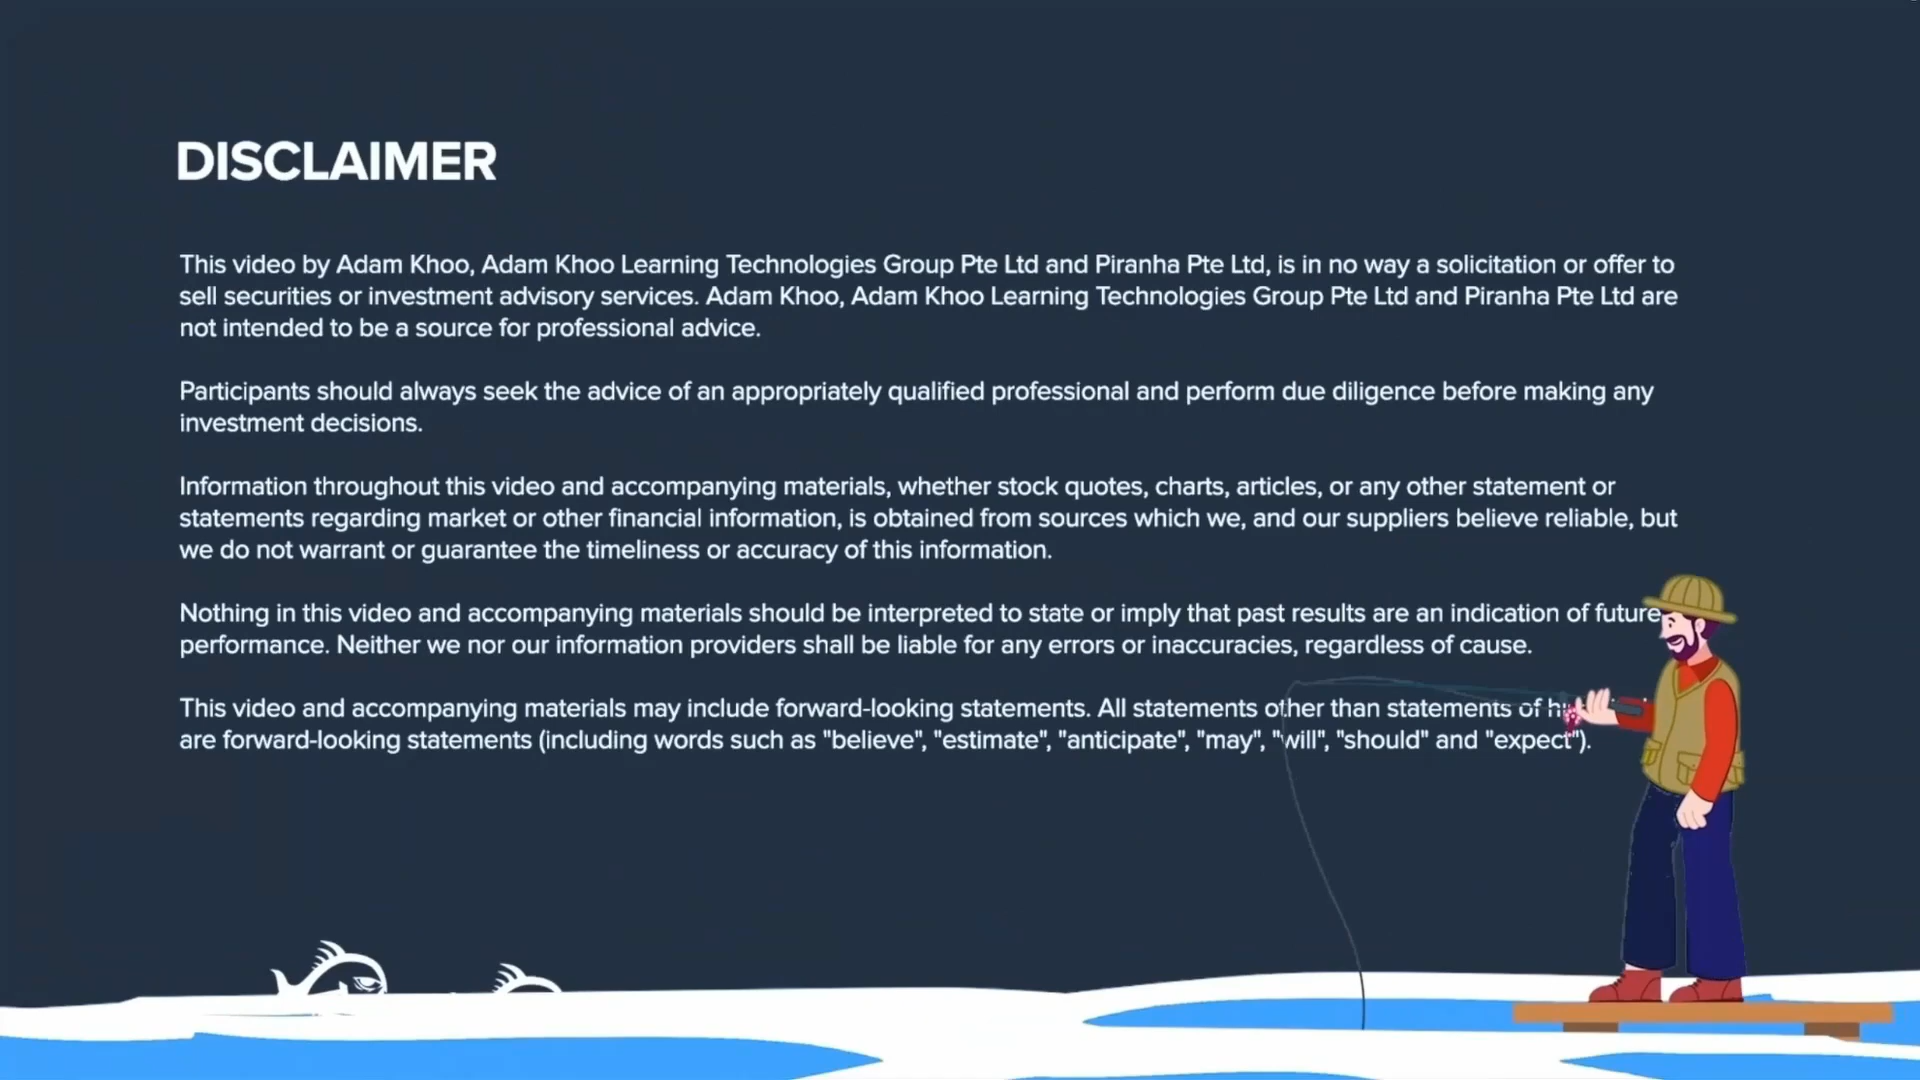 DISCLAIMER
This video by Adam Khoo, Adam Khoo Learning Technologies Group Pte Ltd and Piranha Pte Ltd, is in no way a solicitation or offer to
sell securities or investment advisory services. Adam Khoo, Adam Khoo Learning Technologies Group Pte Ltd and Piranha Pte Ltd are
not intended to be a source for professional advice.
Participants should always seek the advice of an appropriately qualified professional and perform due diligence before making any
investment decisions.
Information throughout this video and accompanying materials, whether stock quotes, charts, articles, or any other statement or
statements regarding market or other financial information, is obtained from sources which we, and our suppliers believe reliable, but
we do not warrant or guarantee the timeliness or accuracy of this information.
Nothing in this video and accompanying materials should be interpreted to state or imply that past results are an indication of future
performance. Neither we nor our information providers shall be liable for any errors or inaccuracies, regardless of cause.
This video and accompanying materials may include forward-looking statements. All statements other than statements of
are forward-looking statements (including words such as "believe", "estimate", "anticipate", "may", "will", "should" and "expect").